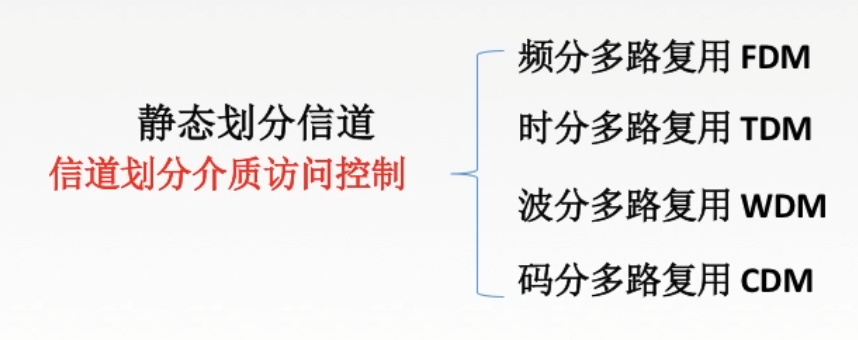 静态划分信道
信道划分介质访问控制
频分多路复用 FDM
时分多路复用 TDM
波分多路复用 WDM
码分多路复用 CDM